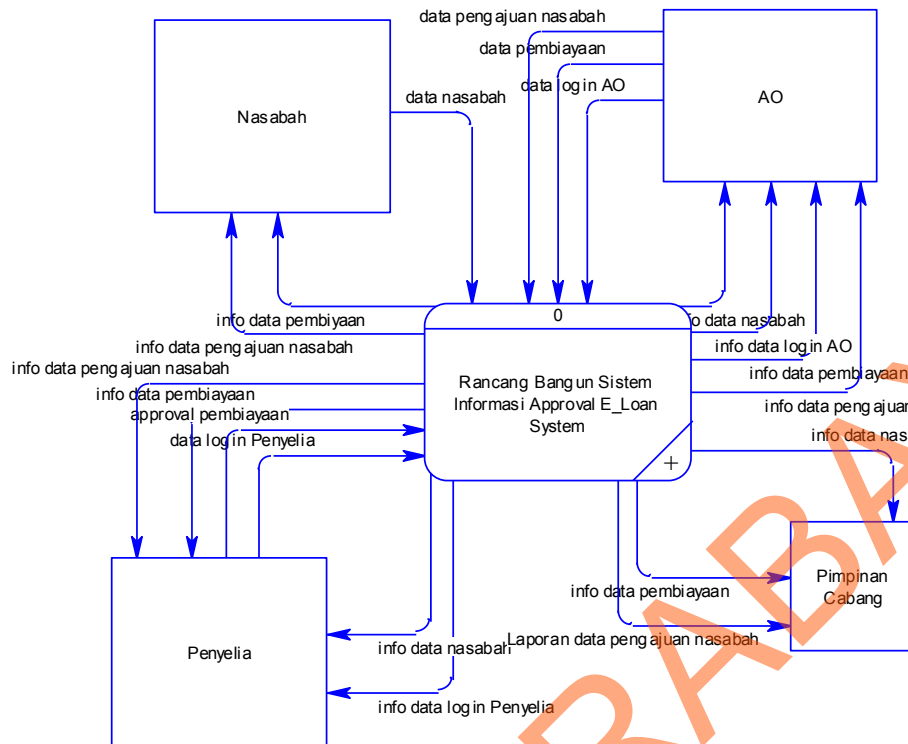 data pengajuan nasabah
data pembiayaan
data login AO
AO
Nasabah
data nasabah
0
info data pembiyaan
info data nasabah
info data pengajuan nasabah
info data login AO
info data pengajuan nasabah
info data pembiayaan
info data pembiayaan
approval pembiayaan
info data pengajuan
data login Penyelia
info data nas
Rancang Bangun Sistem
Informasi Approval E_Loan
System
+
Pimpinan
Cabang
info data pembiayaan
Laporan data pengajuan nasabah
Penyelia
info data nasabah
info data login Penyelia
BABA